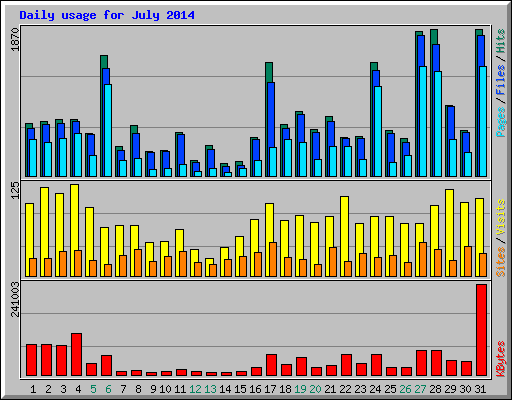 Daily usage for July 2014
1870
Pages / Files / Hits
125
Sites / Visits
241003
KBytes
1 2 3 4 5 6 7 8 9 10 11 12 13 14 15 16 17 18 19 20 21 22 23 24 25 26 27 28 29 30 31